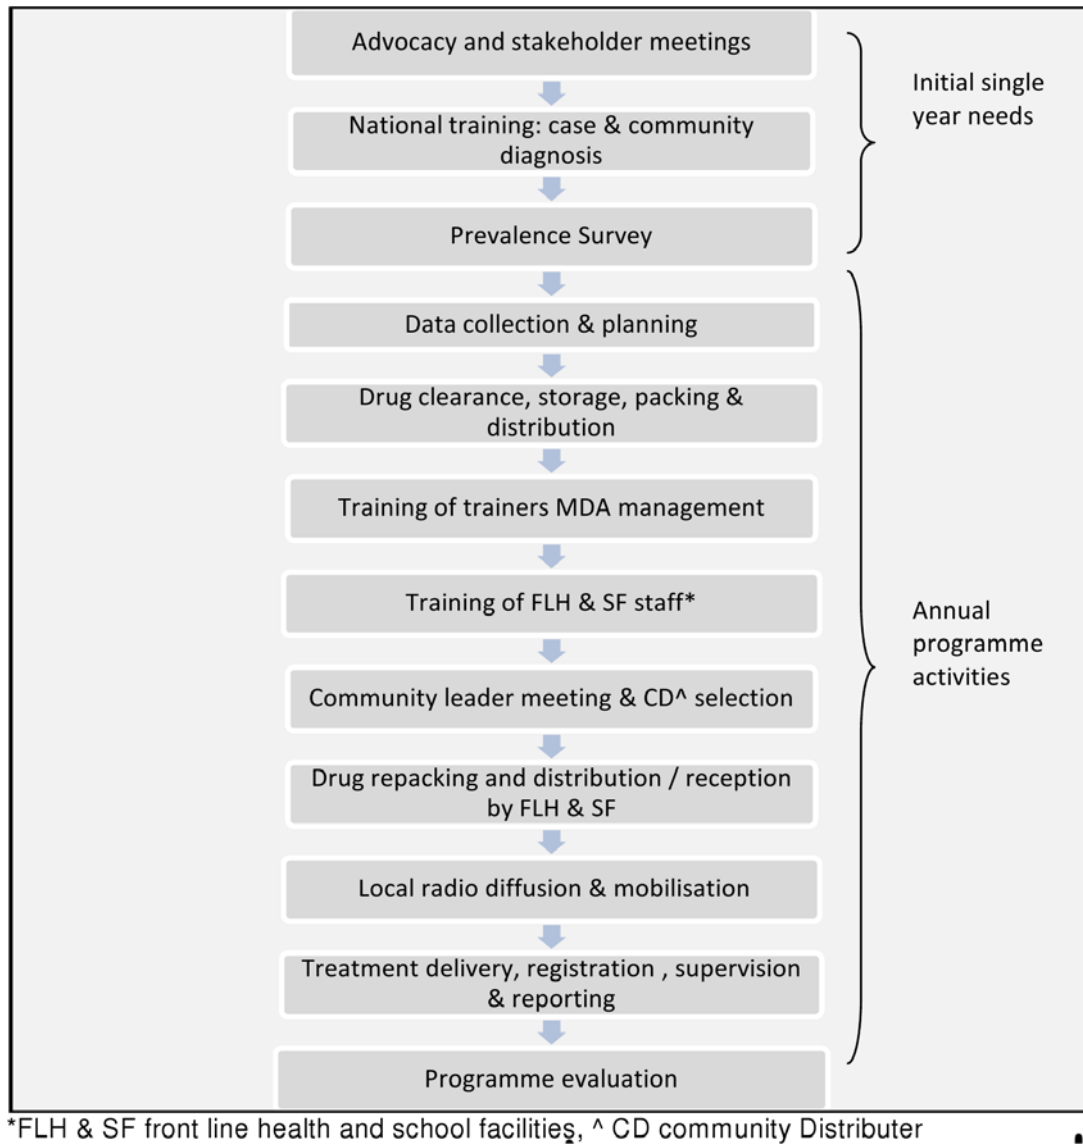 Advocacy and stakeholder meetings
Initial single
year needs
National training: case & community
diagnosis
Prevalence Survey
Data collection & planning
Drug clearance, storage, packing &
distribution
Training of trainers MDA management
Training of FLH & SF staff*
Annual
programme
activities
Community leader meeting & CD^ selection
Drug repacking and distribution / reception
by FLH & SF
Local radio diffusion & mobilisation
Treatment delivery, registration , supervision
& reporting
Programme evaluation
*FLH & SF front line health and school facilities, ^ CD community Distributer